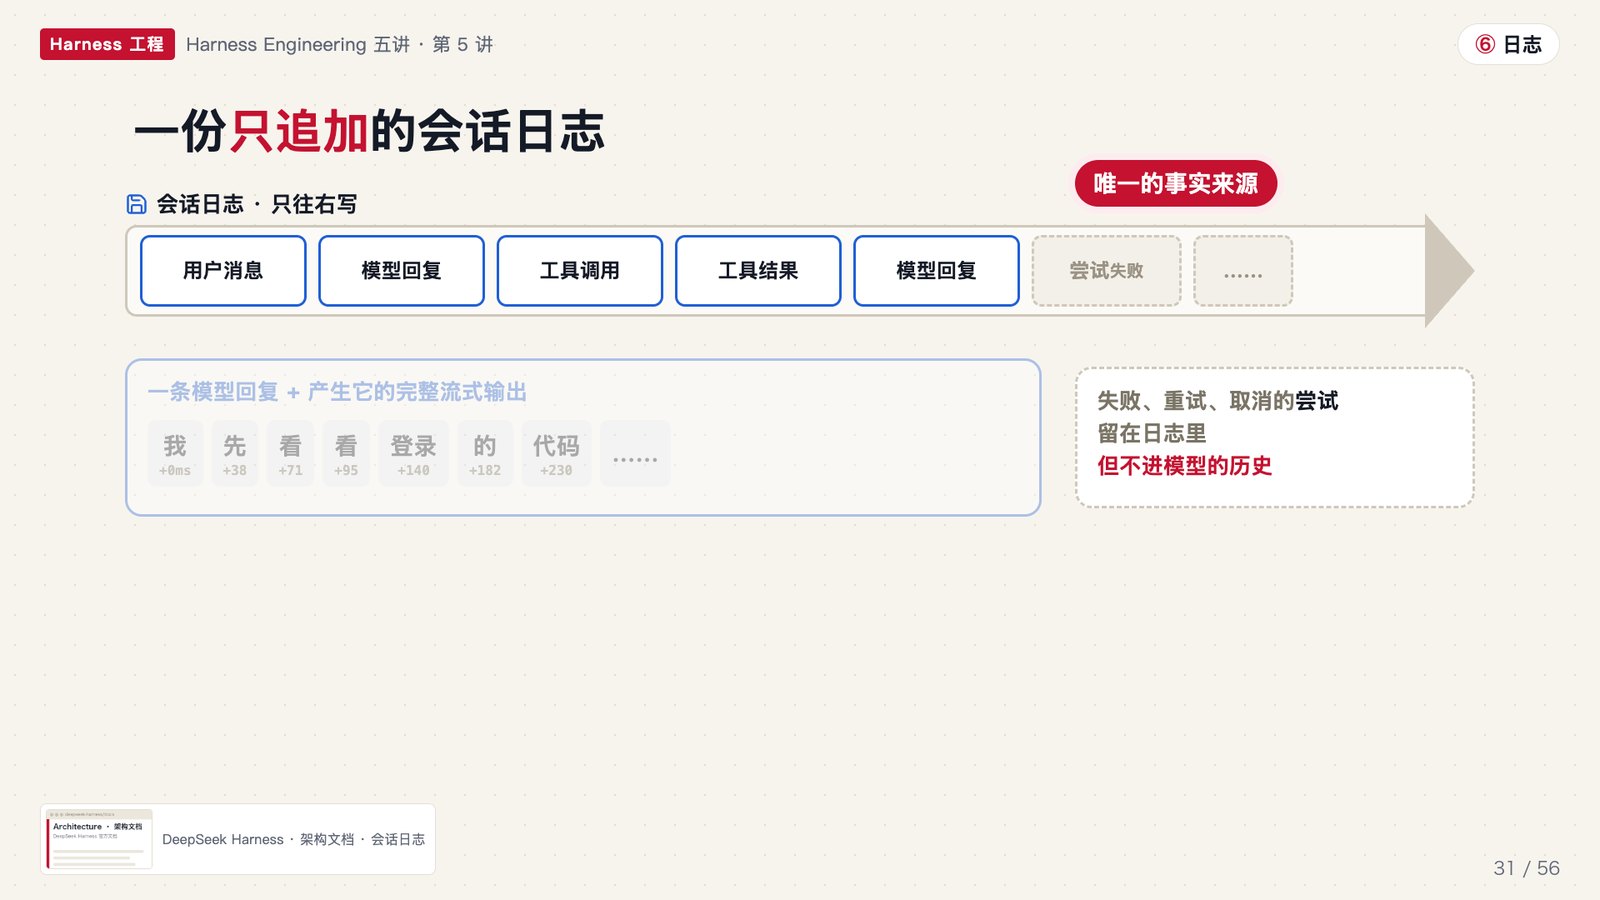 Harness 工程
Harness Engineering 五讲 · 第 5 讲
⑥ 日志
一份只追加的会话日志
唯一的事实来源
会话日志 · 只往右写
用户消息
模型回复
工具调用
工具结果
模型回复
尝试失败
......
一条模型回复 + 产生它的完整流式输出
我 先 看 看 登录 的 代码 ......
+0ms +38 +71 +95 +140 +182 +230
失败、重试、取消的尝试
留在日志里
但不进模型的历史
Architecture · 架构文档
DeepSeek Harness 官方文档
DeepSeek Harness · 架构文档 · 会话日志
31 / 56